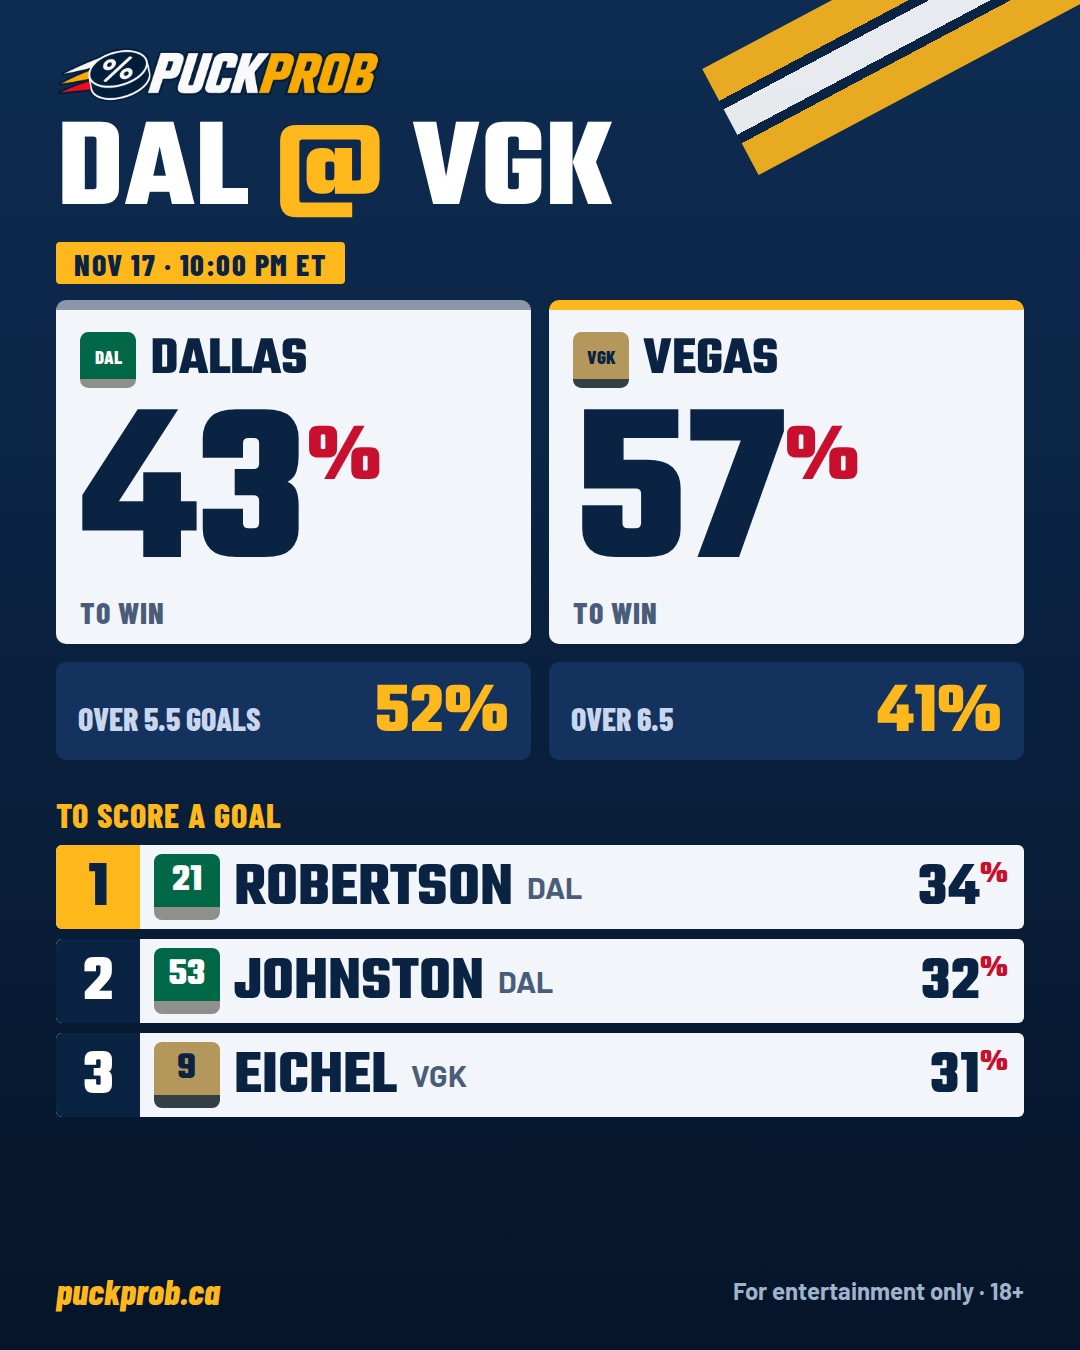 % PUCKPROB
DAL @ VGK
NOV 17 · 10:00 PM ET
DAL DALLAS
43%
TO WIN
VGK VEGAS
57%
TO WIN
OVER 5.5 GOALS 52%
OVER 6.5 41%
TO SCORE A GOAL
1 21 ROBERTSON DAL 34%
2 53 JOHNSTON DAL 32%
3 9 EICHEL VGK 31%
puckprob.ca
For entertainment only · 18+